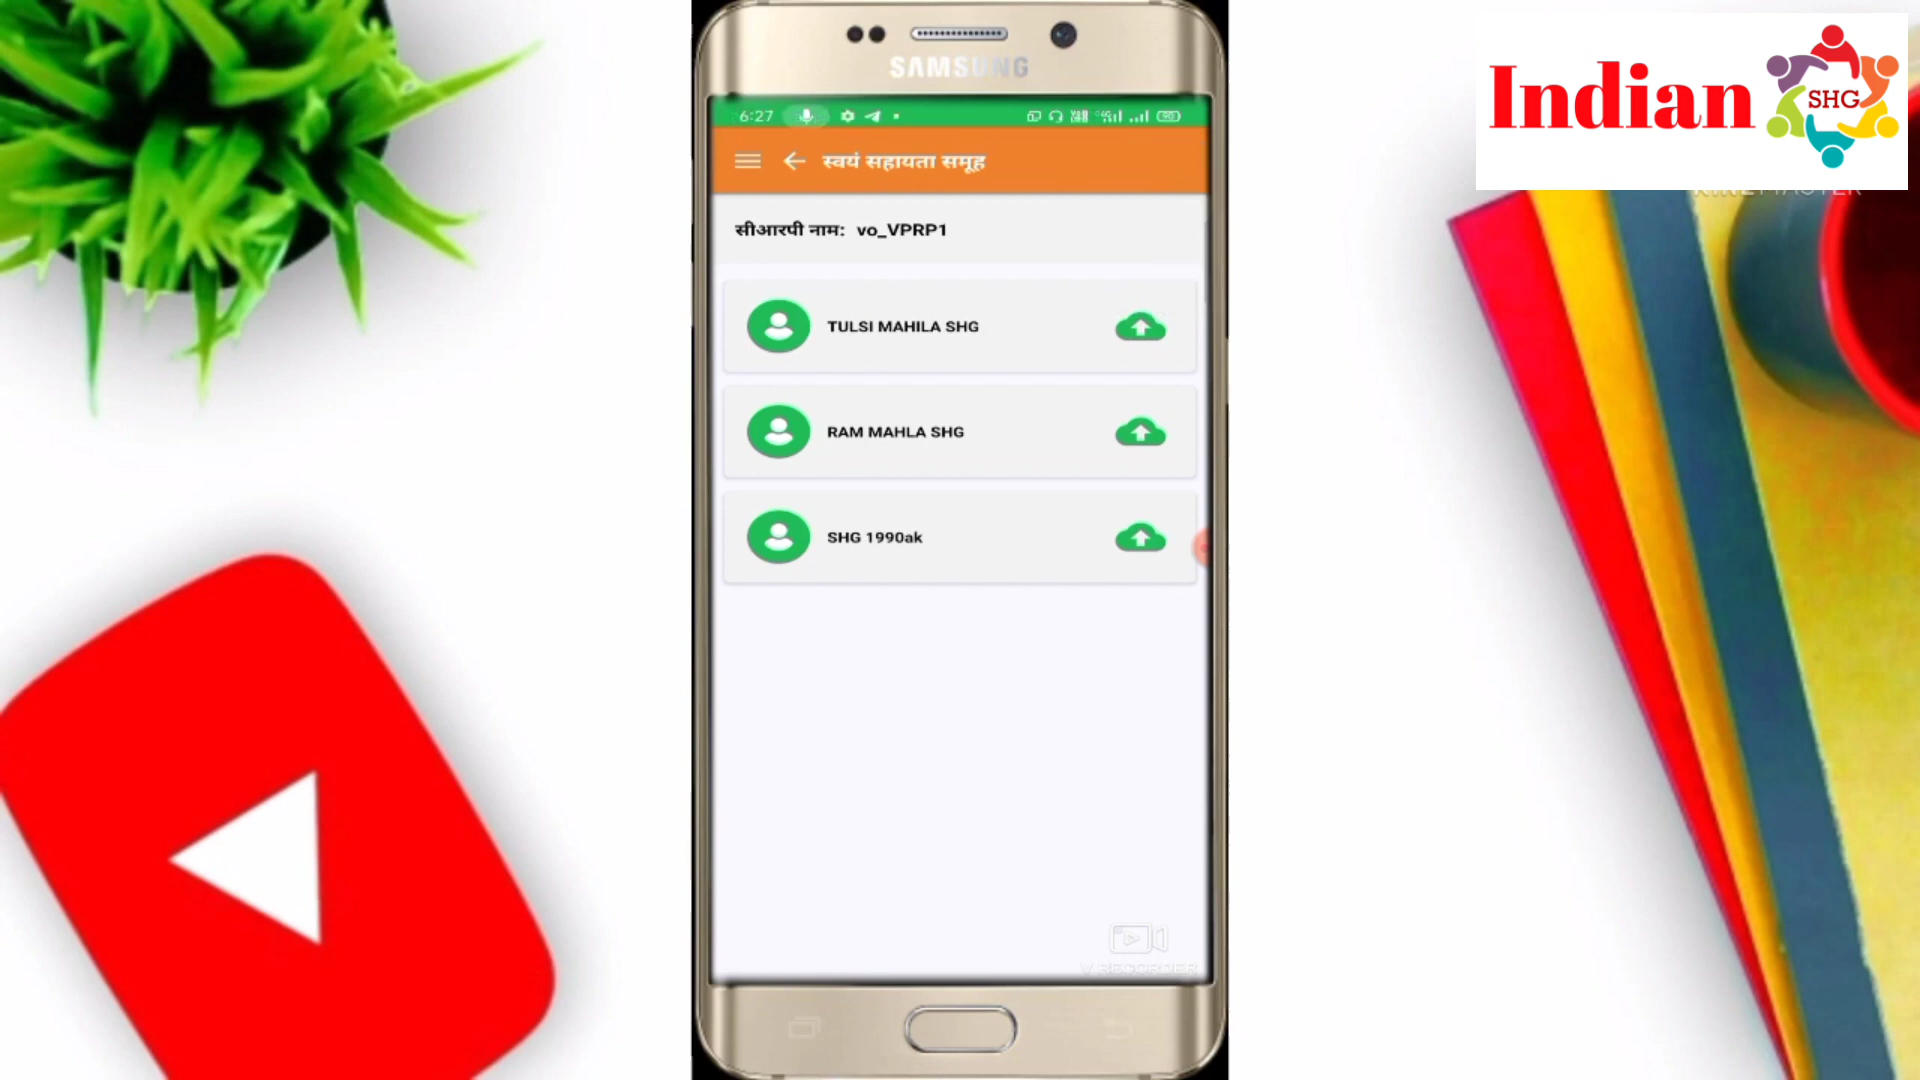 SAMSUNG
Indian
SHG
6:27
स्वयं सहायता समूह
सीआरपी नाम: vo_VPRP1
TULSI MAHILA SHG
RAM MAHLA SHG
SHG 1990ak
V RECORDER